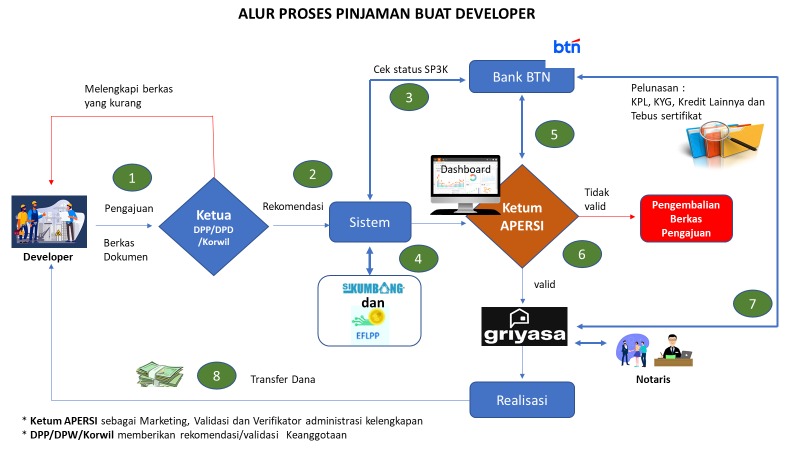 ALUR PROSES PINJAMAN BUAT DEVELOPER
btn
Bank BTN
Cek status SP3K
3
Melengkapi berkas
yang kurang
Pelunasan :
KPL, KYG, Kredit Lainnya dan
Tebus sertifikat
5
1
2
Dashboard
Pengajuan
Berkas
Dokumen
Developer
Ketua
DPP/DPD
/Korwil
Rekomendasi
Sistem
Ketum
APERSI
Tidak
valid
Pengembalian
Berkas
Pengajuan
4
6
SIKUMBANG
dan
EFLPP
valid
7
griyasa
Notaris
8
Transfer Dana
Realisasi
* Ketum APERSI sebagai Marketing, Validasi dan Verifikator administrasi kelengkapan
* DPP/DPW/Korwil memberikan rekomendasi/validasi Keanggotaan